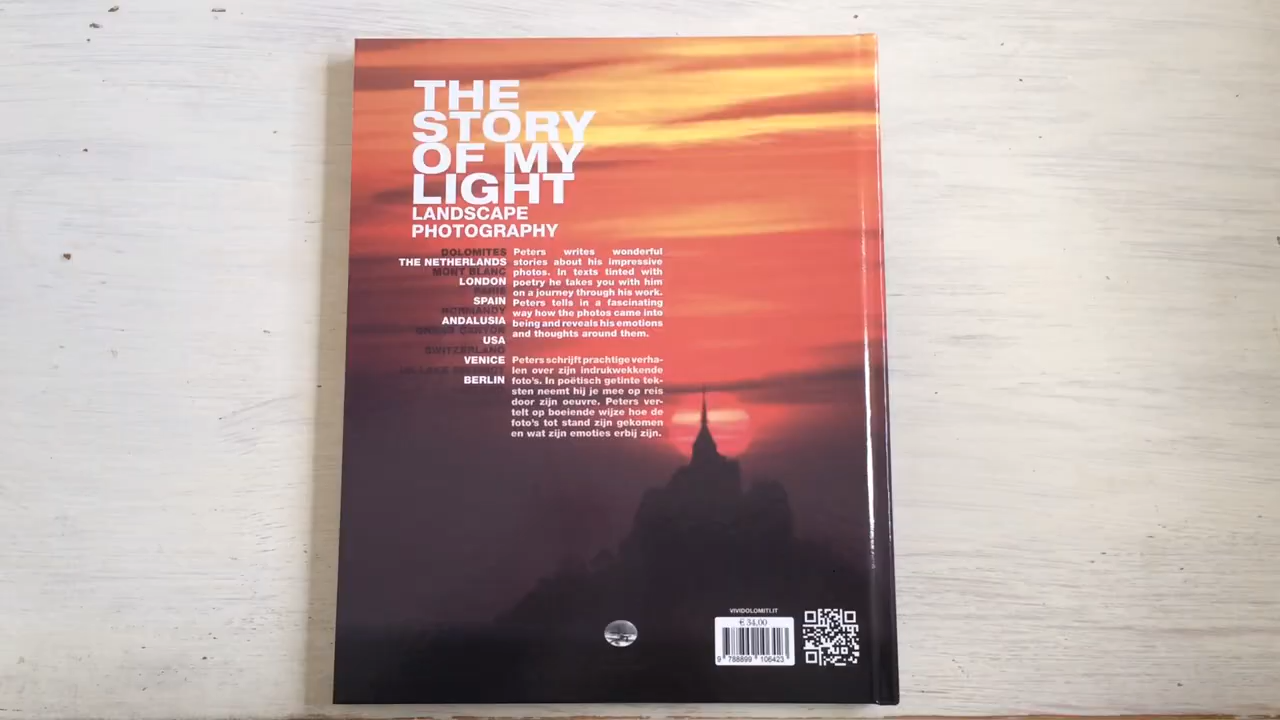 THE
STORY
OF MY
LIGHT
LANDSCAPE
PHOTOGRAPHY
DOLOMITES
THE NETHERLANDS
MONT BLANC
LONDON
PARIS
SPAIN
NORMANDY
ANDALUSIA
USA
SWITZERLAND
VENICE
BERLIN
Peters writes wonderful
stories about his impressive
photos. In texts tinted with
poetry he takes you with him
on a journey through his work.
Peters tells in a fascinating
way how the photos came into
being and reveals his emotions
and thoughts around them.
Peters schrijft prachtige verha-
len over zijn indrukwekkende
foto's. In poëtisch getinte tek-
sten neemt hij je mee op reis
door zijn oeuvre. Peters ver-
telt op boeiende wijze hoe de
foto's tot stand zijn gekomen
en wat zijn emoties erbij zijn.
VIVIDOLOMITI.IT
€ 34,00
9 788899 106423